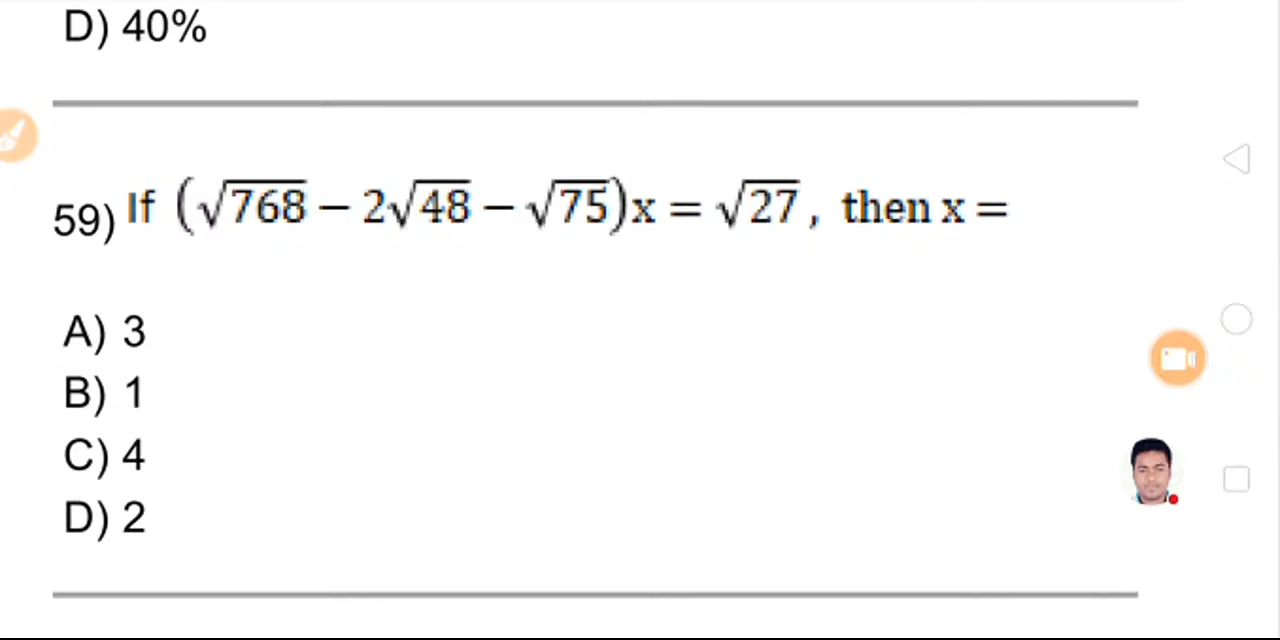 D) 40%
59) If (√768 − 2√48 − √75)x = √27, then x =
A) 3
B) 1
C) 4
D) 2